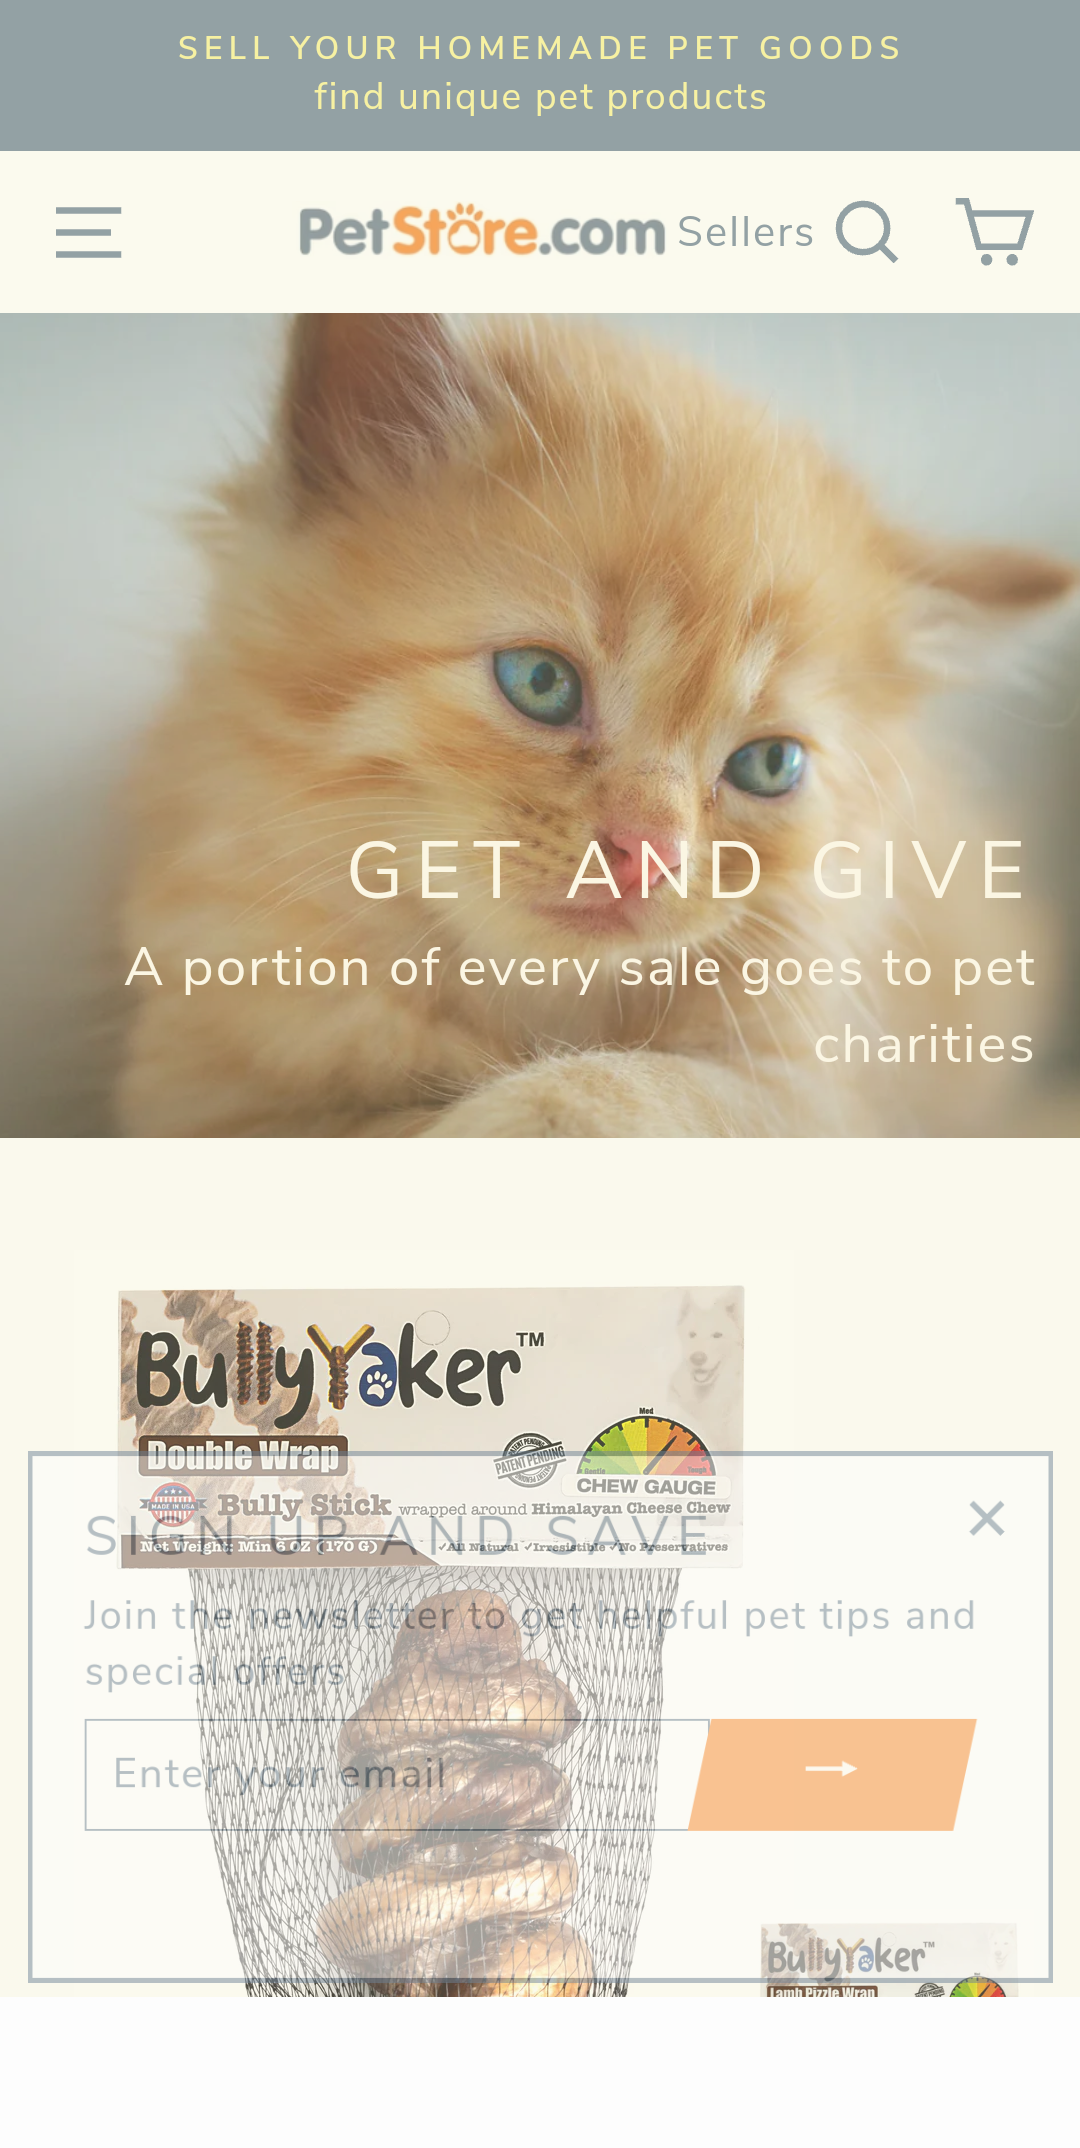 SELL YOUR HOMEMADE PET GOODS
find unique pet products
PetStore.com
Sellers
GET AND GIVE
A portion of every sale goes to pet
charities
BullyYaker™
Double Wrap
PATENT PENDING
Gentle Med Tough
CHEW GAUGE
MADE IN USA
Bully Stick wrapped around Himalayan Cheese Chew
Net Weight: Min 6 OZ (170 G)
✓All Natural ✓Irresistible ✓No Preservatives
SIGN UP AND SAVE
Join the newsletter to get helpful pet tips and
special offers
Enter your email
BullyYaker™
Lamb Pizzle Wrap